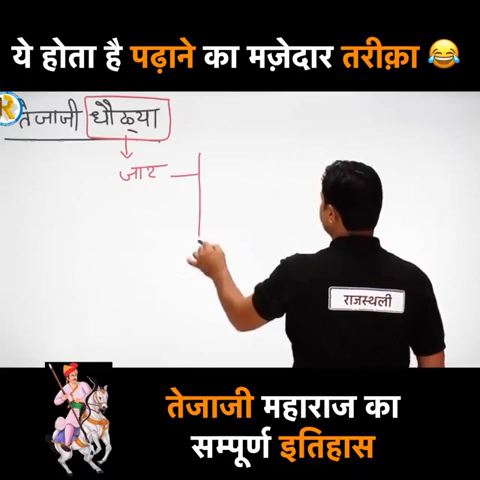 ये होता है पढ़ाने का मज़ेदार तरीक़ा 😂
तेजाजी धौळ्या
जाट
राजस्थली
तेजाजी महाराज का
सम्पूर्ण इतिहास